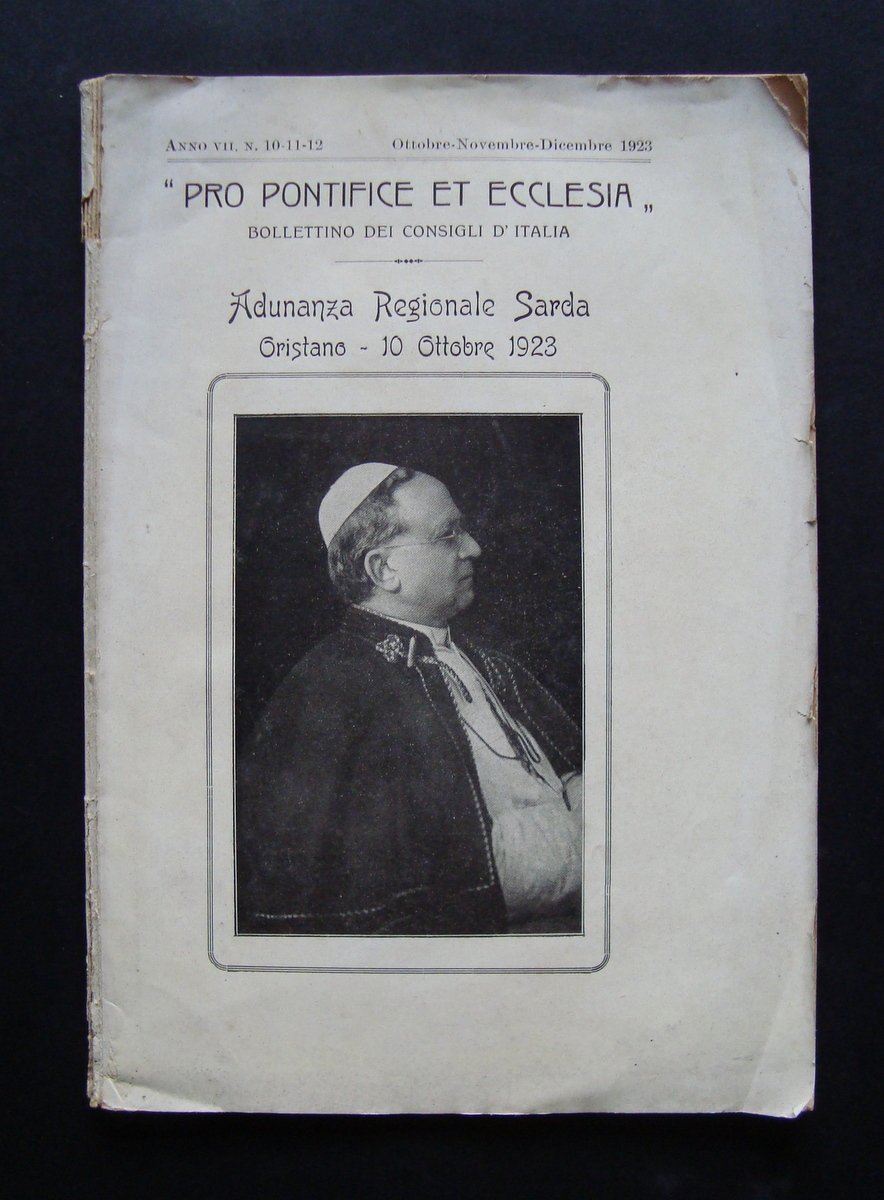 ANNO VII, N. 10-11-12 Ottobre-Novembre-Dicembre 1923
“ PRO PONTIFICE ET ECCLESIA „
BOLLETTINO DEI CONSIGLI D' ITALIA
Adunanza Regionale Sarda
Oristano - 10 Ottobre 1923